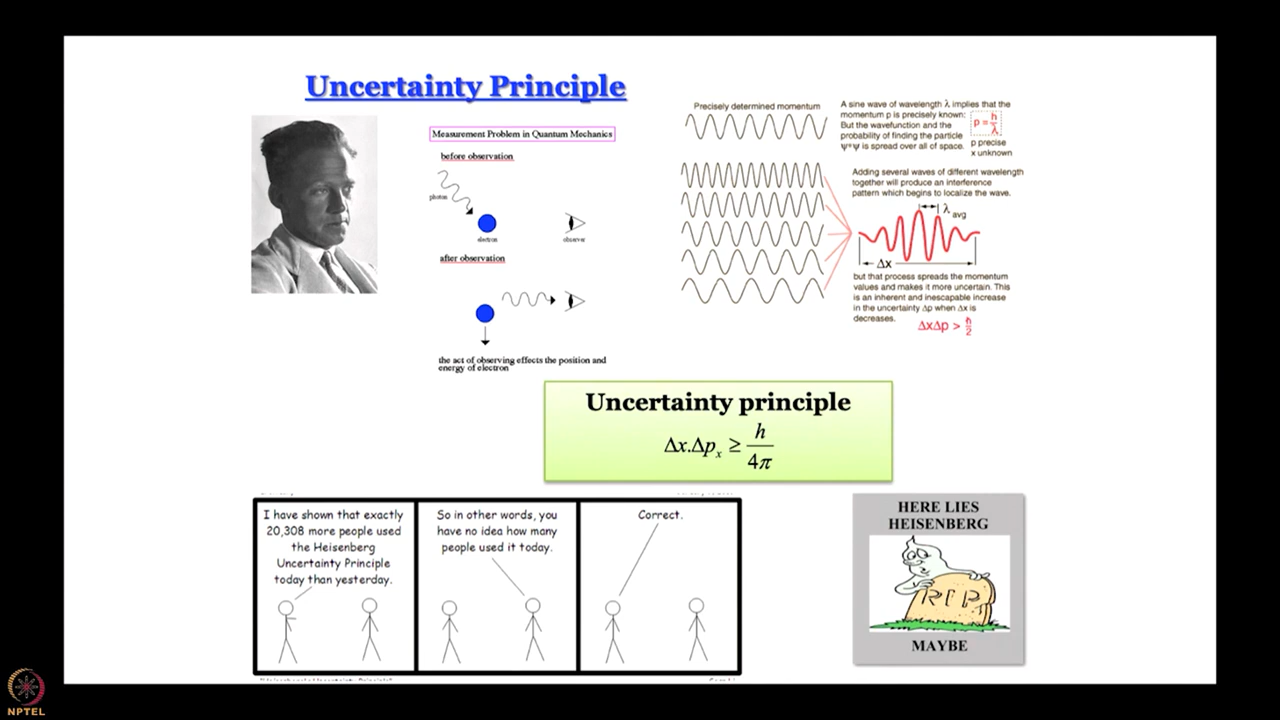 Uncertainty Principle
Measurement Problem in Quantum Mechanics
before observation
photon
electron
observer
after observation
the act of observing effects the position and
energy of electron
Precisely determined momentum
A sine wave of wavelength λ implies that the
momentum p is precisely known:
But the wavefunction and the
probability of finding the particle
ψ*ψ is spread over all of space.
p = h/λ
p precise
x unknown
Adding several waves of different wavelength
together will produce an interference
pattern which begins to localize the wave.
λ avg
Δx
but that process spreads the momentum
values and makes it more uncertain. This
is an inherent and inescapable increase
in the uncertainty Δp when Δx is
decreases.
ΔxΔp > ℏ/2
Uncertainty principle
Δx.Δpₓ ≥ h/4π
I have shown that exactly
20,308 more people used
the Heisenberg
Uncertainty Principle
today than yesterday.
So in other words, you
have no idea how many
people used it today.
Correct.
HERE LIES
HEISENBERG
RIP
MAYBE
NPTEL